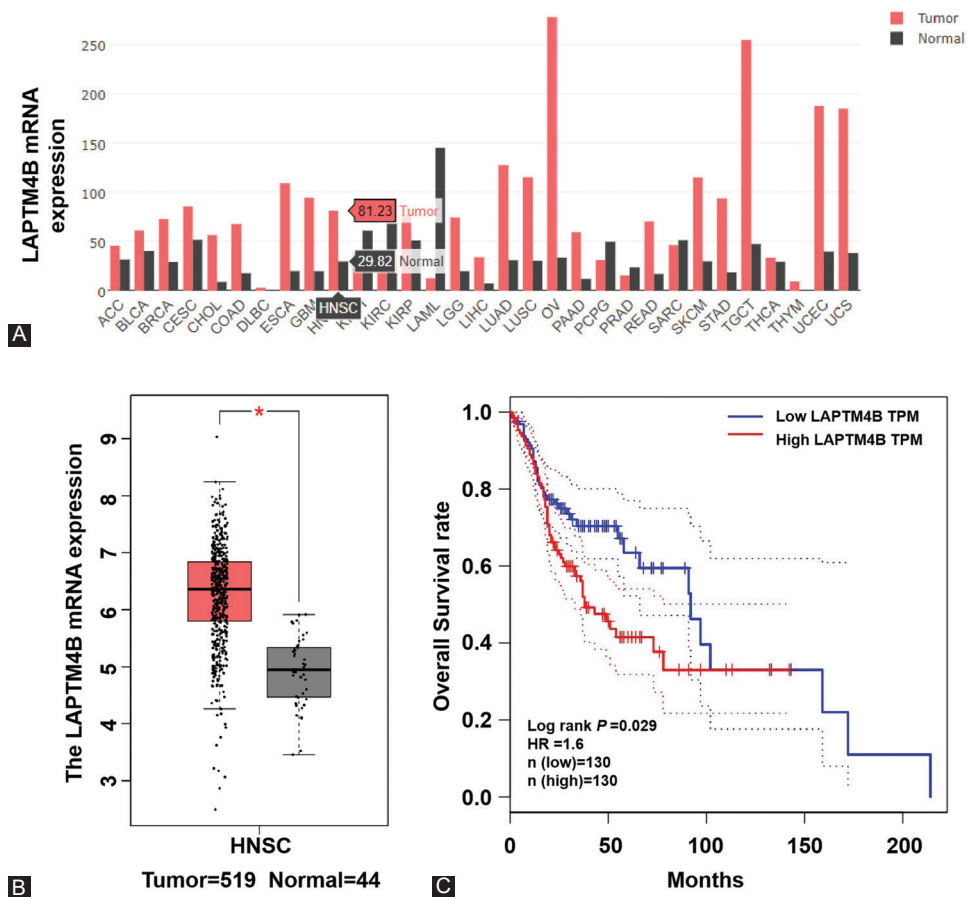 Tumor
Normal
LAPTM4B mRNA
expression
250
200
150
100
50
0
81.23 Tumor
29.82 Normal
HNSC
ACC BLCA BRCA CESC CHOL COAD DLBC ESCA GBM KIRC KIRP LAML LGG LIHC LUAD LUSC OV PAAD PCPG PRAD READ SARC SKCM STAD TGCT THCA THYM UCEC UCS
A
The LAPTM4B mRNA expression
9
8
7
6
5
4
3
*
HNSC
Tumor=519 Normal=44
B
Overall Survival rate
1.0
0.8
0.6
0.4
0.2
0.0
Low LAPTM4B TPM
High LAPTM4B TPM
Log rank P =0.029
HR =1.6
n (low)=130
n (high)=130
0 50 100 150 200
Months
C